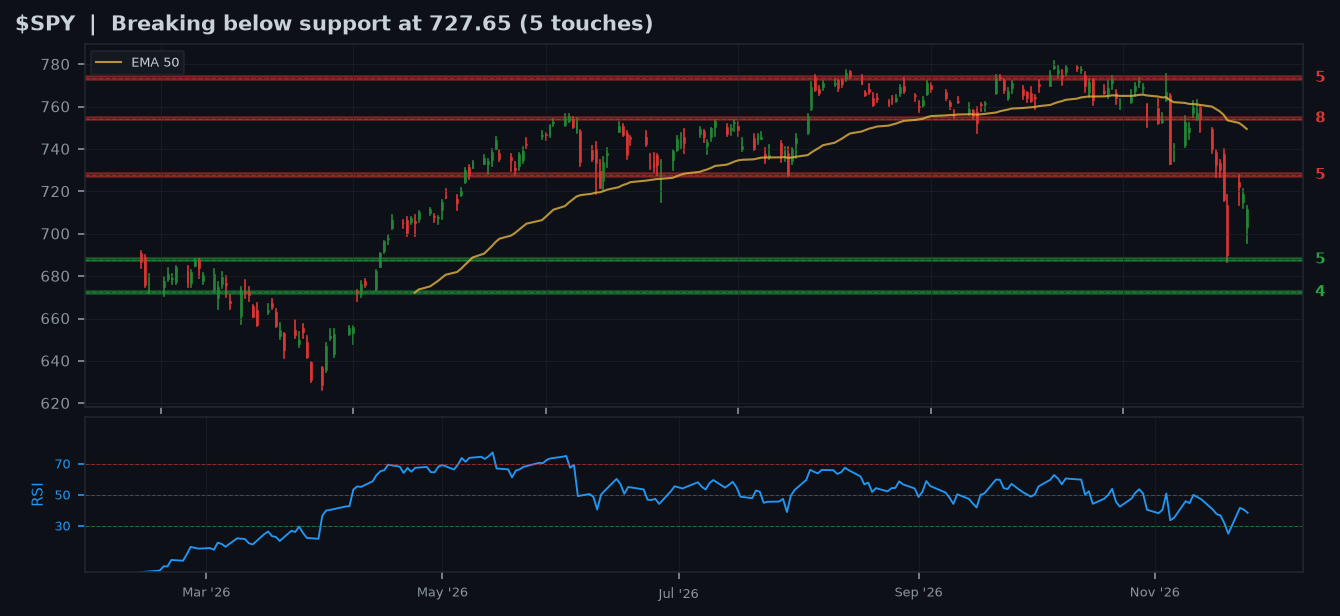 $SPY | Breaking below support at 727.65 (5 touches)
EMA 50
780
760
740
720
700
680
660
640
620
5
8
5
5
4
RSI
70
50
30
Mar '26
May '26
Jul '26
Sep '26
Nov '26